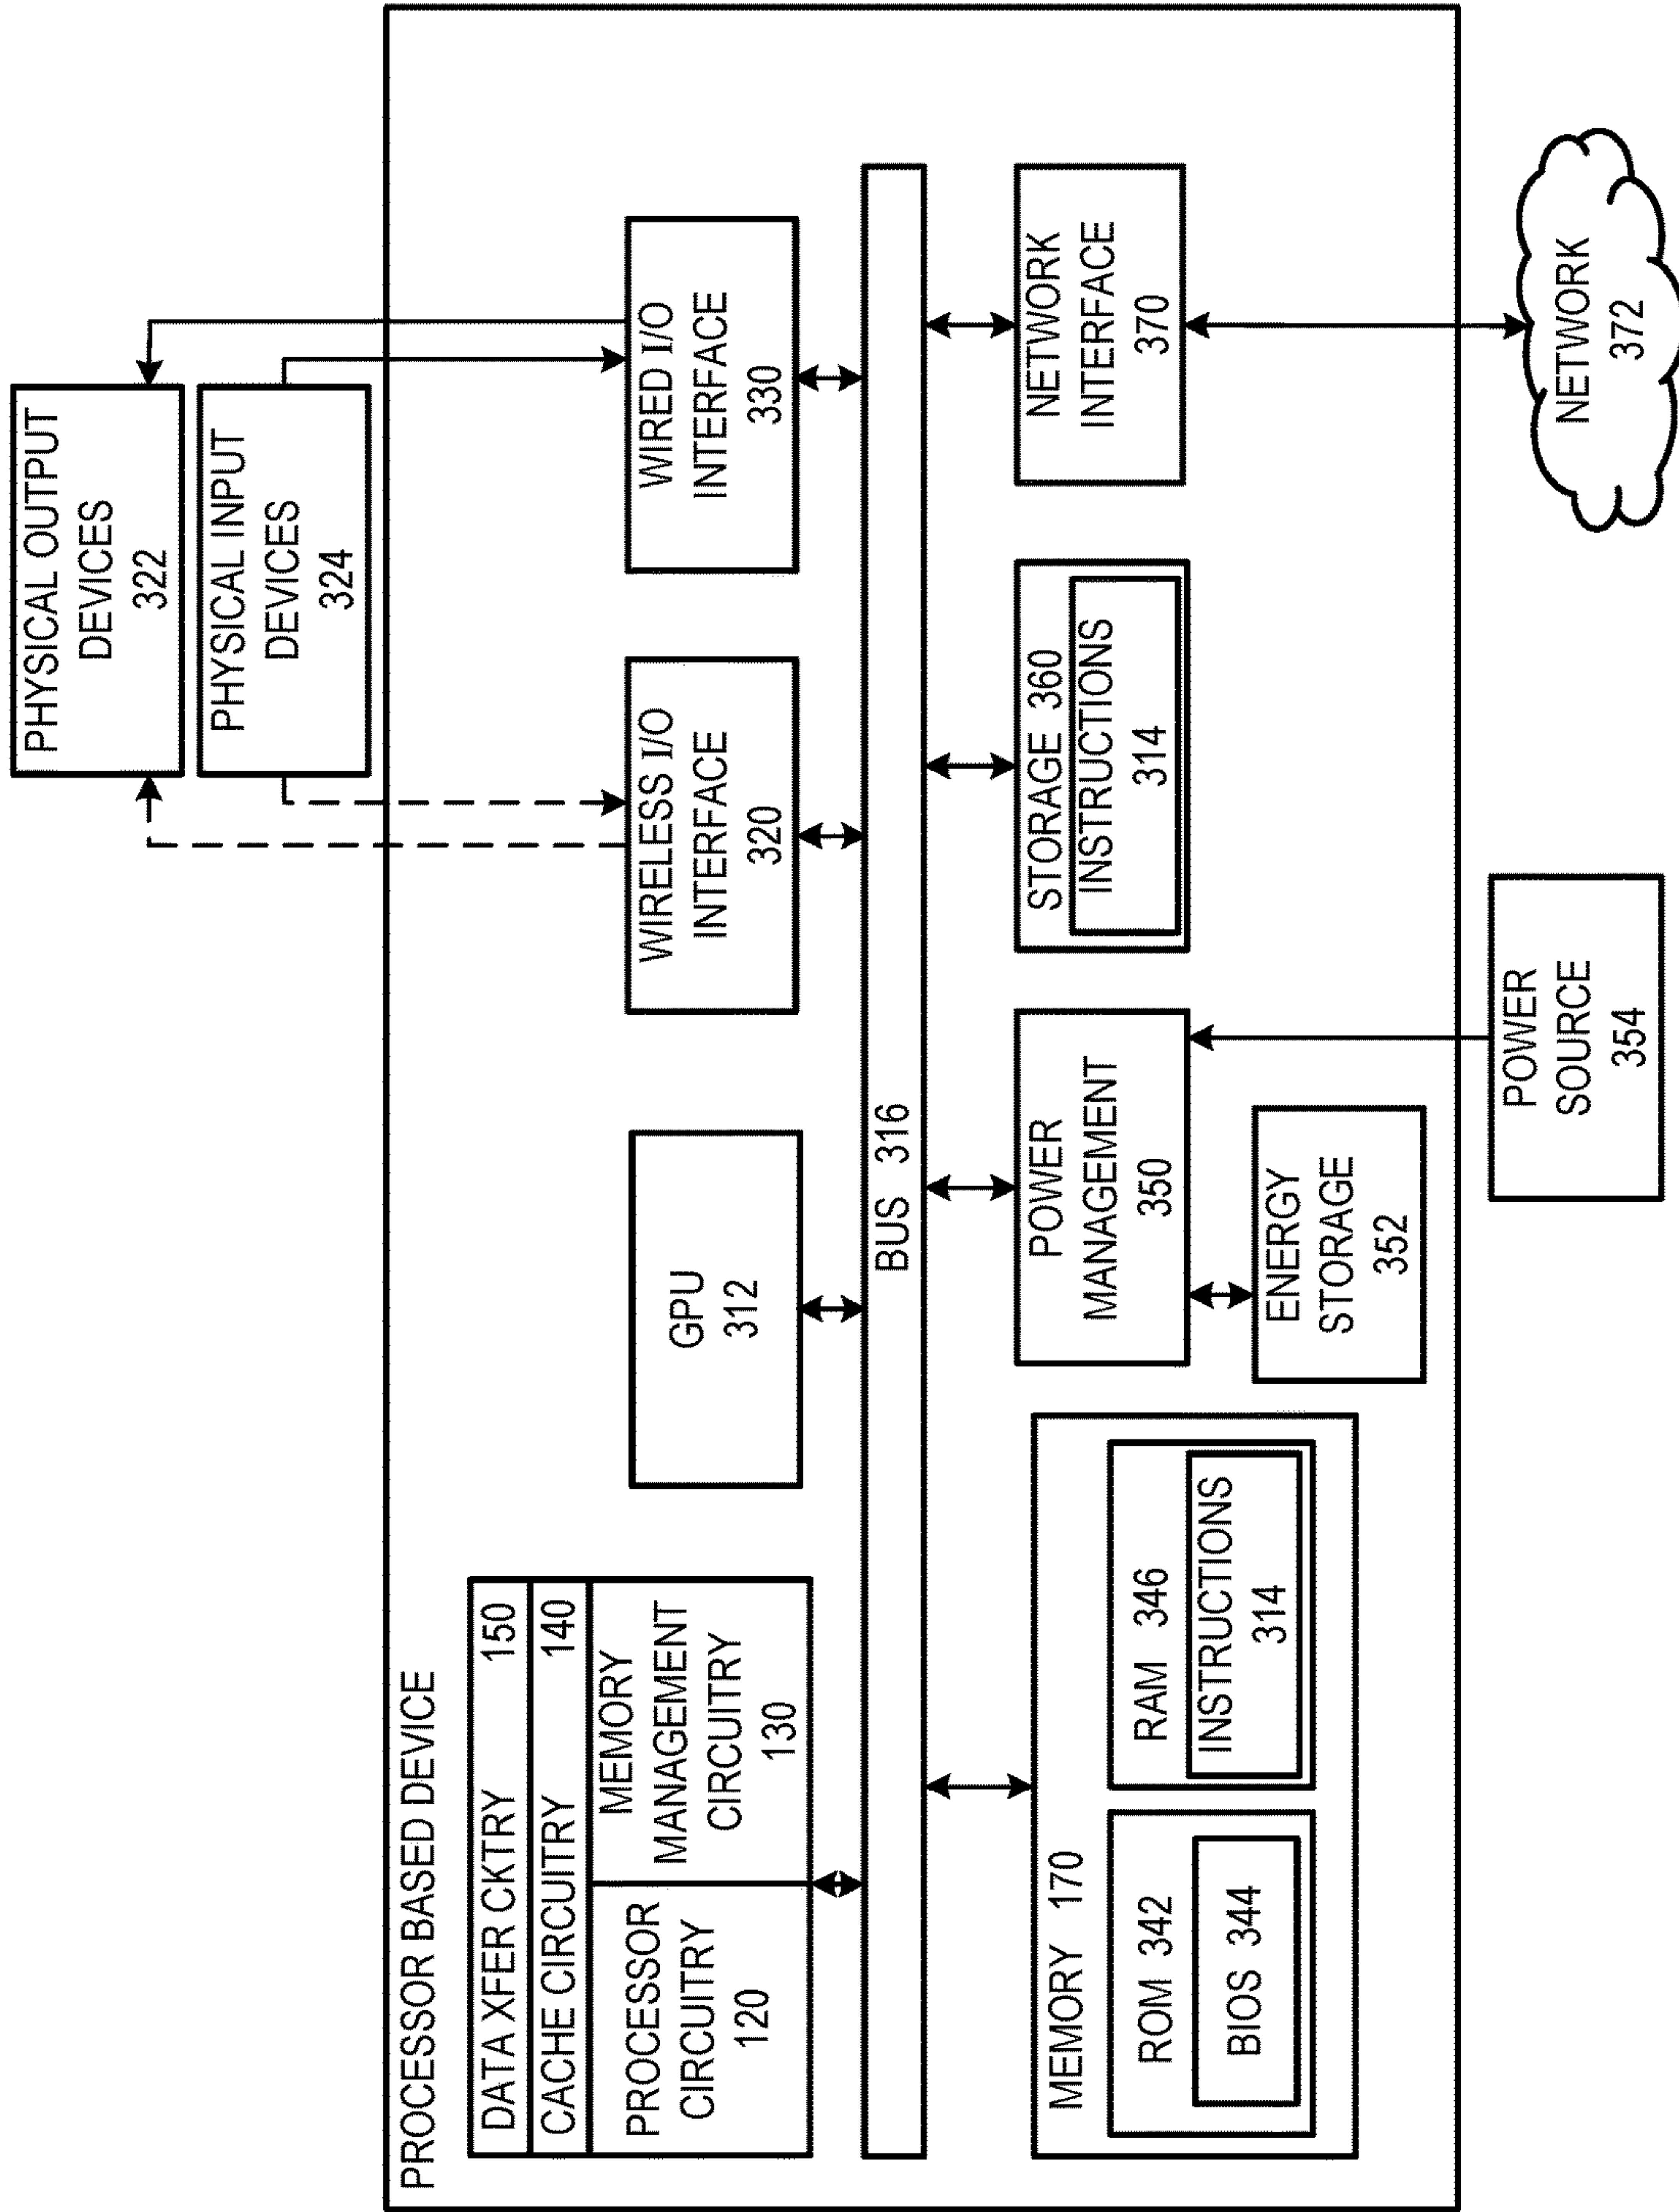 PHYSICAL OUTPUT
DEVICES
322
PHYSICAL INPUT
DEVICES
324
PROCESSOR BASED DEVICE
DATA XFER CKTRY 150
CACHE CIRCUITRY 140
PROCESSOR
CIRCUITRY
120
MEMORY
MANAGEMENT
CIRCUITRY
130
GPU
312
WIRELESS I/O
INTERFACE
320
WIRED I/O
INTERFACE
330
BUS 316
MEMORY 170
ROM 342
BIOS 344
RAM 346
INSTRUCTIONS
314
POWER
MANAGEMENT
350
ENERGY
STORAGE
352
STORAGE 360
INSTRUCTIONS
314
NETWORK
INTERFACE
370
POWER
SOURCE
354
NETWORK
372